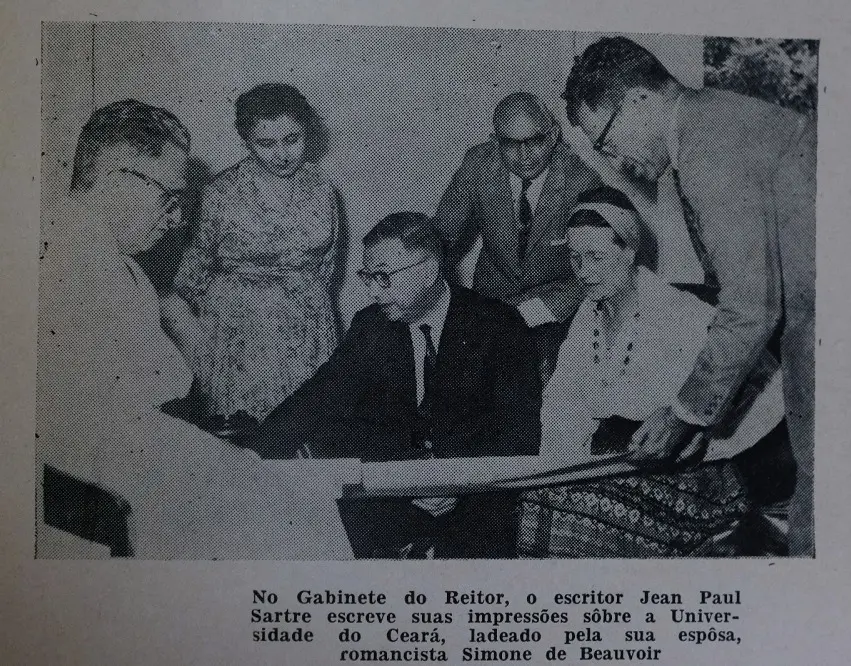 No Gabinete do Reitor, o escritor Jean Paul
Sartre escreve suas impressões sôbre a Univer-
sidade do Ceará, ladeado pela sua espôsa,
romancista Simone de Beauvoir